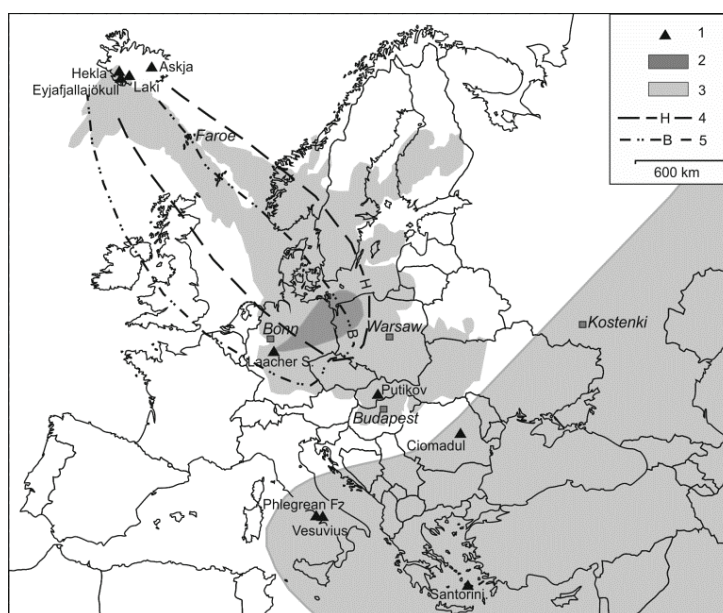 Hekla
Askja
Eyjafallajökull
Laki
Faroe
1
2
3
H 4
B 5
600 km
H
B
Bonn
Warsaw
Kostenki
Laacher S.
Putikov
Budapest
Ciomadul
Phlegrean F.
Vesuvius
Santorini